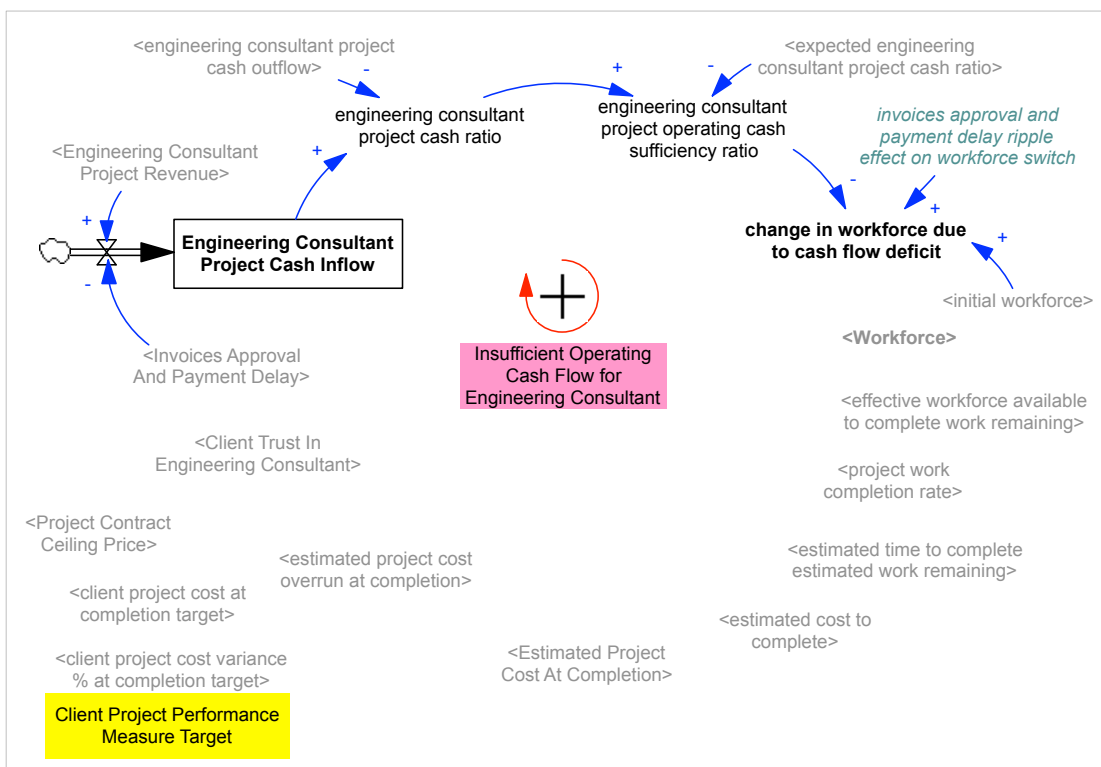 <engineering consultant project
cash outflow>
-
engineering consultant
project cash ratio
+
+
-
<expected engineering
consultant project cash ratio>
engineering consultant
project operating cash
sufficiency ratio
invoices approval and
payment delay ripple
effect on workforce switch
-
+
+
change in workforce due
to cash flow deficit
<initial workforce>
<Engineering Consultant
Project Revenue>
+
Engineering Consultant
Project Cash Inflow
-
<Invoices Approval
And Payment Delay>
+
Insufficient Operating
Cash Flow for
Engineering Consultant
<Workforce>
<effective workforce available
to complete work remaining>
<Client Trust In
Engineering Consultant>
<project work
completion rate>
<Project Contract
Ceiling Price>
<estimated project cost
overrun at completion>
<estimated time to complete
estimated work remaining>
<client project cost at
completion target>
<estimated cost to
complete>
<Estimated Project
Cost At Completion>
<client project cost variance
% at completion target>
Client Project Performance
Measure Target